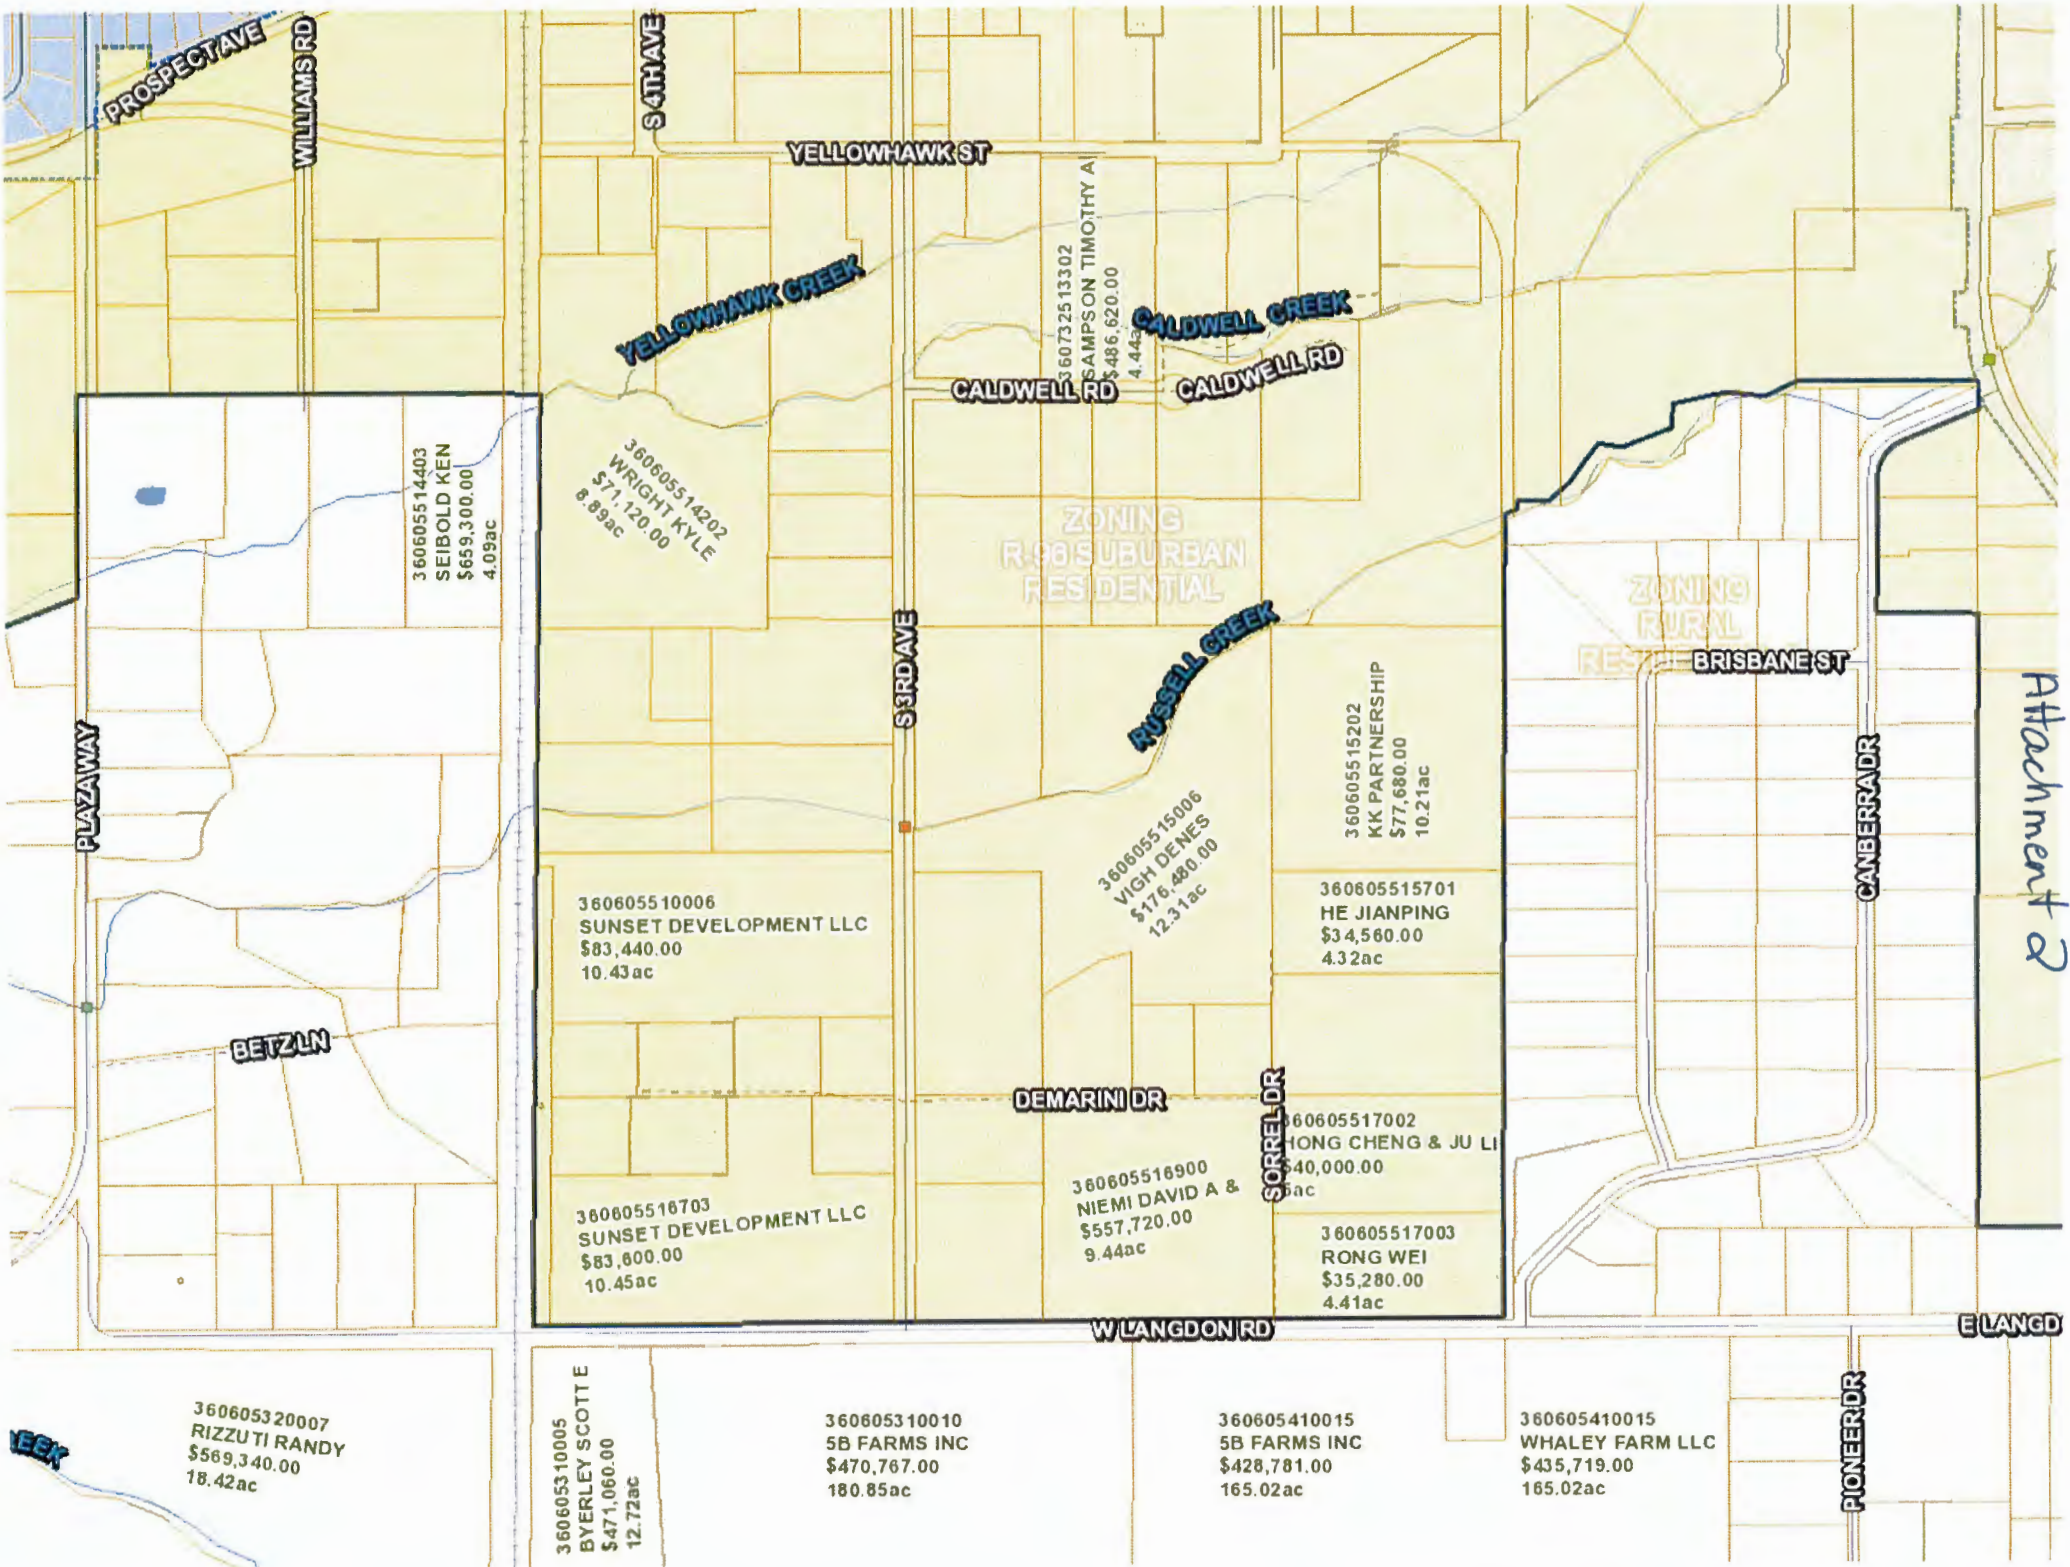 PROSPECT AVE
WILLIAMS RD
S 4TH AVE
YELLOWHAWK ST
YELLOWHAWK CREEK
360732513302
SAMPSON TIMOTHY A
$486,620.00
CALDWELL CREEK
CALDWELL RD
CALDWELL RD
360605514403
SEIBOLD KEN
$659,300.00
4.09ac
360605514202
WRIGHT KYLE
$71,120.00
8.89ac
ZONING
R-96 SUBURBAN
RESIDENTIAL
ZONING
RURAL
BRISBANE ST
S 3RD AVE
RUSSELL CREEK
PLAZA WAY
360605515202
KK PARTNERSHIP
$77,680.00
10.21ac
CANBERRA DR
Attachment 2
360605515006
VIGH DENES
$176,480.00
12.31ac
360605510006
SUNSET DEVELOPMENT LLC
$83,440.00
10.43ac
360605515701
HE JIANPING
$34,560.00
4.32ac
BETZ LN
DEMARINI DR
SORREL DR
360605517002
HONG CHENG & JU LI
$40,000.00
5ac
360605516900
NIEMI DAVID A &
$557,720.00
9.44ac
360605516703
SUNSET DEVELOPMENT LLC
$83,600.00
10.45ac
360605517003
RONG WEI
$35,280.00
4.41ac
W LANGDON RD
E LANGD
360605320007
RIZZUTI RANDY
$569,340.00
18.42ac
EEK
360605310005
BYERLEY SCOTT E
$471,060.00
12.72ac
360605310010
5B FARMS INC
$470,767.00
180.85ac
360605410015
5B FARMS INC
$428,781.00
165.02ac
360605410015
WHALEY FARM LLC
$435,719.00
165.02ac
PIONEER DR